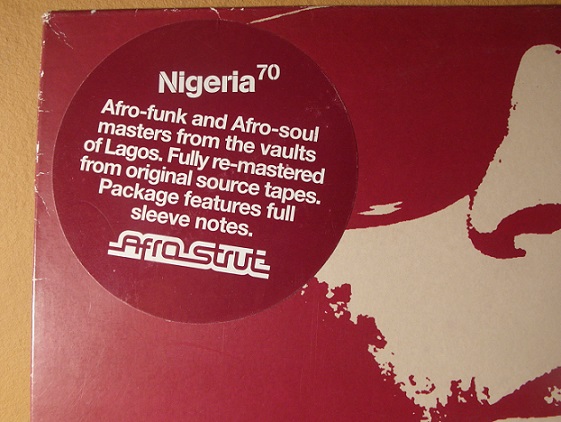 Nigeria70
Afro-funk and Afro-soul
masters from the vaults
of Lagos. Fully re-mastered
from original source tapes.
Package features full
sleeve notes.
Afro Strut